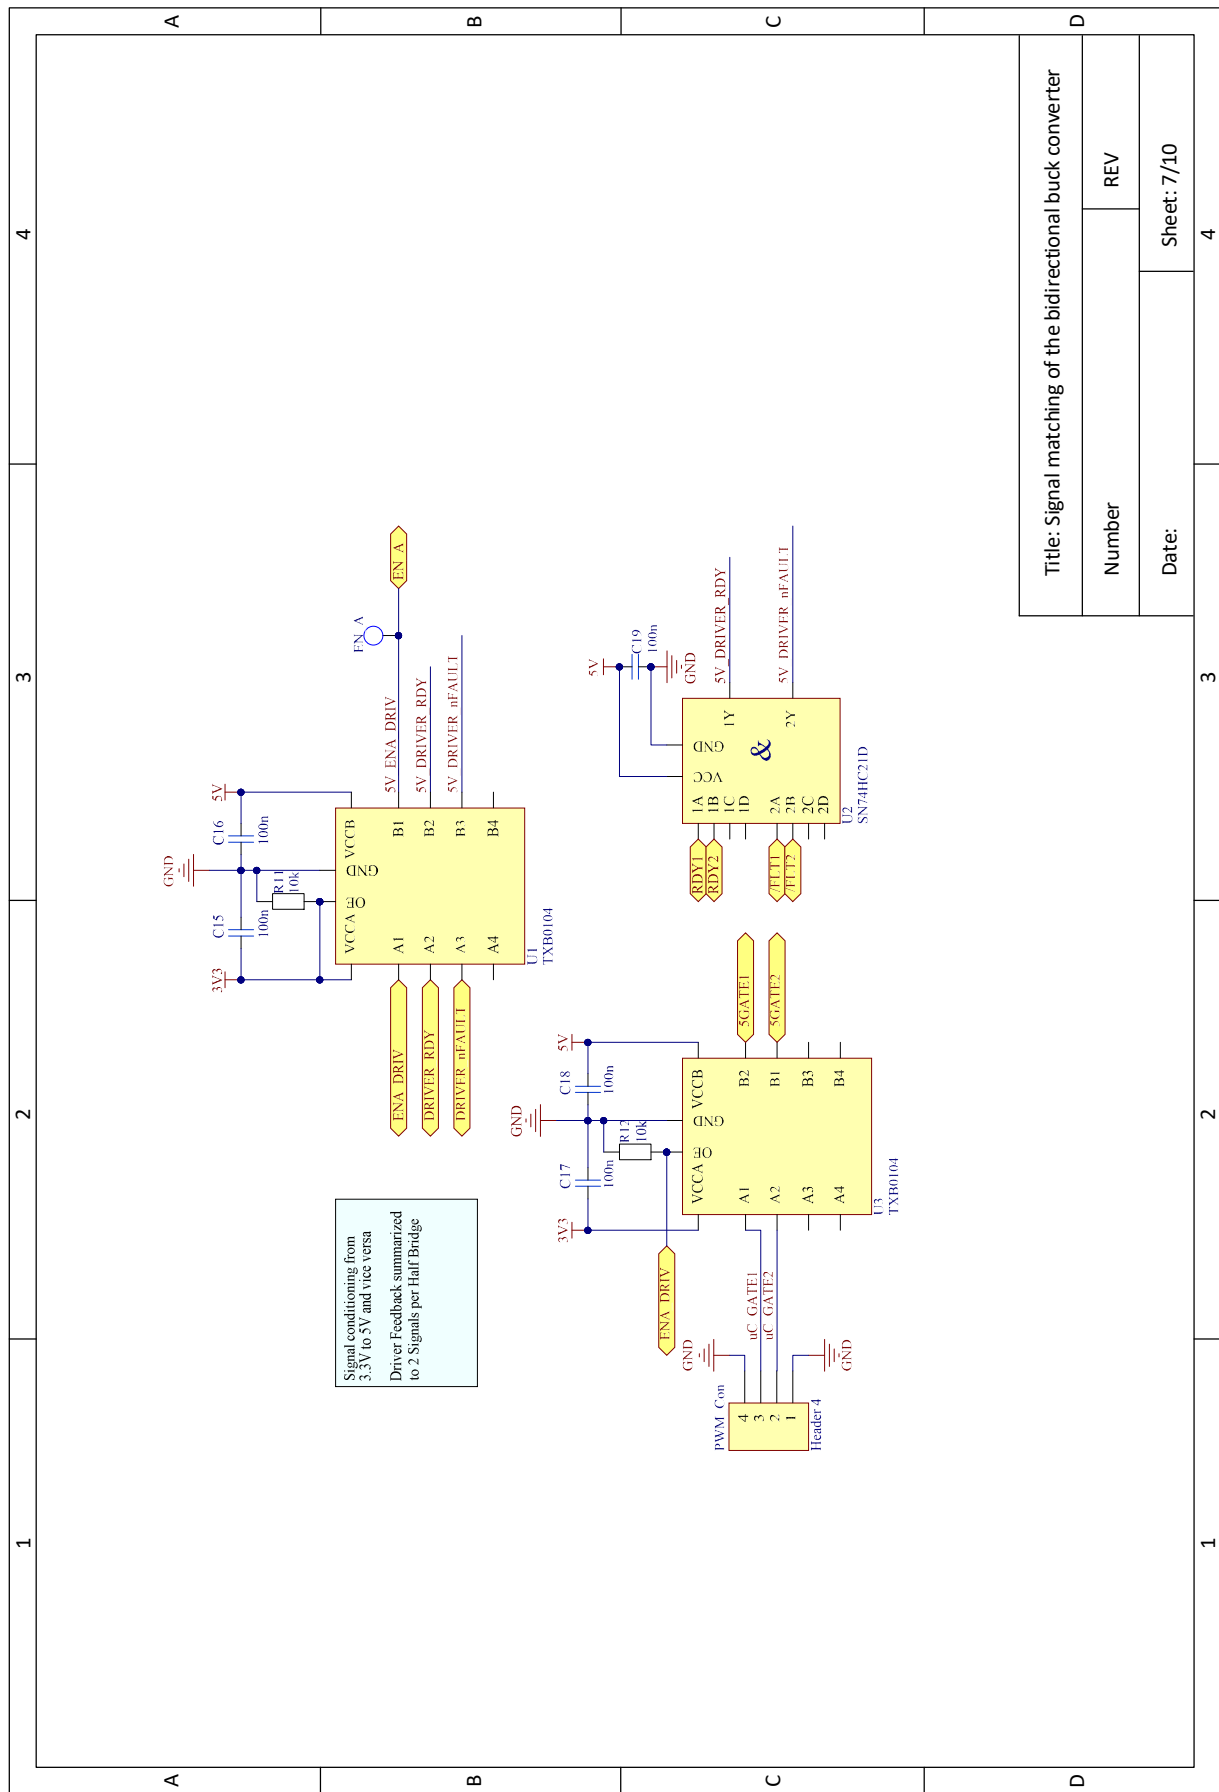 1
2
3
4
A
B
C
D
Signal conditioning from
3.3V to 5V and vice versa
Driver Feedback summarized
to 2 Signals per Half Bridge
GND
3V3
5V
C15
100n
C16
100n
R11
10k
VCCA
OE
GND
VCCB
ENA_DRIV
A1
B1
5V_ENA_DRIV
EN_A
EN_A
DRIVER_RDY
A2
B2
5V_DRIVER_RDY
DRIVER_nFAULT
A3
B3
5V_DRIVER_nFAULT
A4
B4
U1
TXB0104
GND
3V3
5V
C17
100n
C18
100n
R12
10k
ENA_DRIV
VCCA
OE
GND
VCCB
PWM_Con
4
3
2
1
Header 4
GND
GND
uC_GATE1
uC_GATE2
A1
B2
5GATE1
A2
B1
5GATE2
A3
B3
A4
B4
U3
TXB0104
5V
C19
100n
GND
VCC
GND
RDY1
1A
RDY2
1B
1C
1D
/FLT1
2A
/FLT2
2B
2C
2D
&
1Y
5V_DRIVER_RDY
2Y
5V_DRIVER_nFAULT
U2
SN74HC21D
Title: Signal matching of the bidirectional buck converter
Number
REV
Date:
Sheet: 7/10
A
B
C
D
1
2
3
4